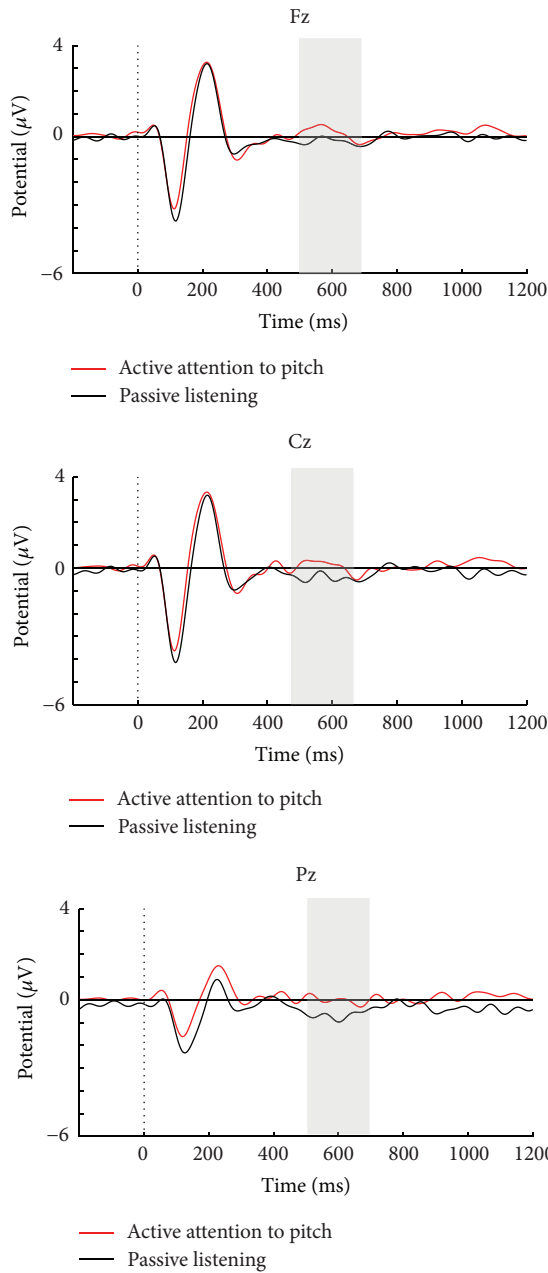 Fz
4
0
−6
Potential (μV)
0 200 400 600 800 1000 1200
Time (ms)
Active attention to pitch
Passive listening
Cz
4
0
−6
Potential (μV)
0 200 400 600 800 1000 1200
Time (ms)
Active attention to pitch
Passive listening
Pz
4
0
−6
Potential (μV)
0 200 400 600 800 1000 1200
Time (ms)
Active attention to pitch
Passive listening